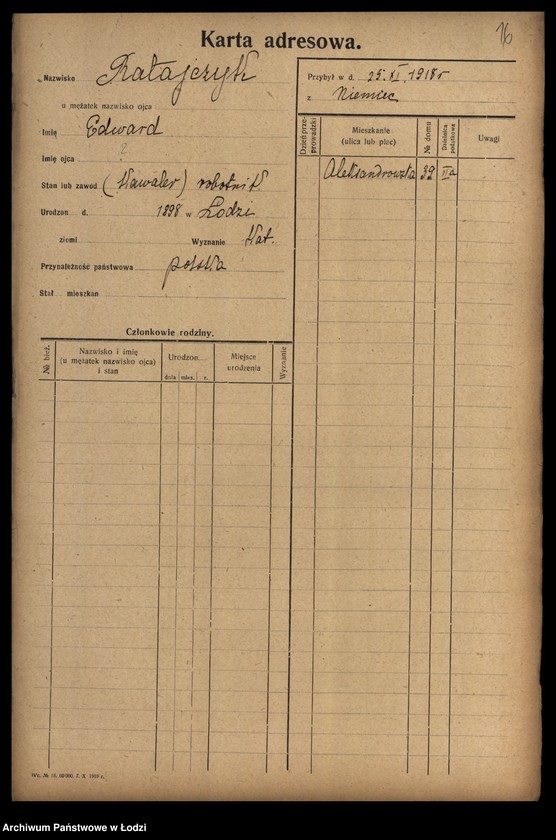 16
Karta adresowa.
Nazwisko Ratajczyk
u mężatek nazwisko ojca
Imię Edward
Imię ojca ?
Stan lub zawód (Kawaler) robotnik
Urodzon d. 1898 w Łodzi
ziemi Wyznanie Kat.
Przynależność państwowa polska
Stał mieszkan
Członkowie rodziny.
№ bież. Nazwisko i imię (u mężatek nazwisko ojca) i stan Urodzon Miejsce urodzenia Wyznanie
dnia mies. r.
Przybył w d. 25. XI 1918 r
z Niemiec
Dzień przeprowadzki Mieszkanie (ulica lub plac) № domu Dzielnica podatkowa Uwagi
Aleksandrowska 39 IIa
Archiwum Państwowe w Łodzi